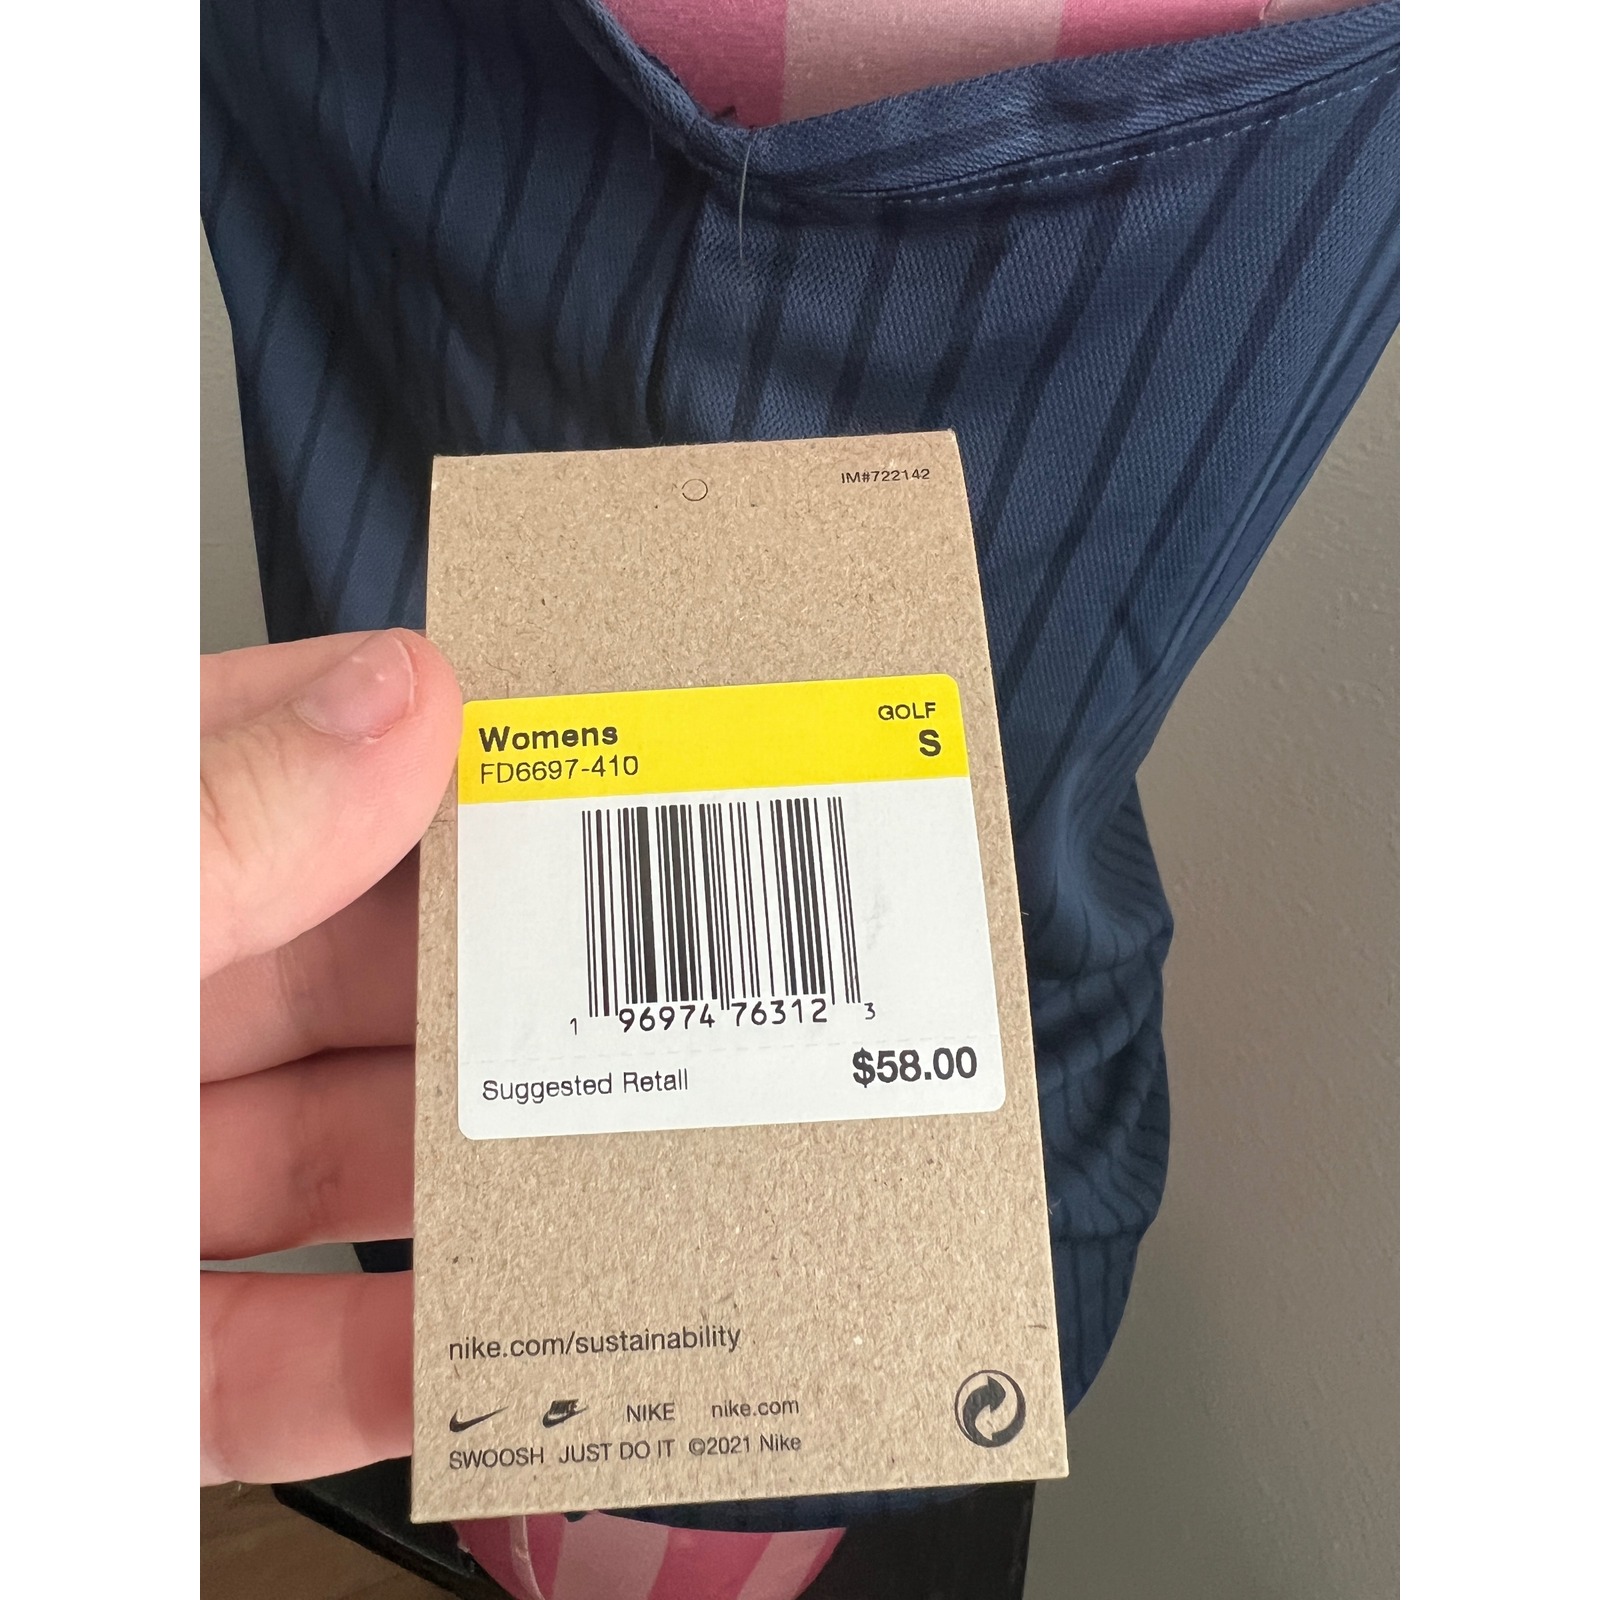 IM#722142
Womens
GOLF
FD6697-410
S
1 96974 76312 3
Suggested Retail
$58.00
nike.com/sustainability
NIKE nike.com
SWOOSH JUST DO IT ©2021 Nike